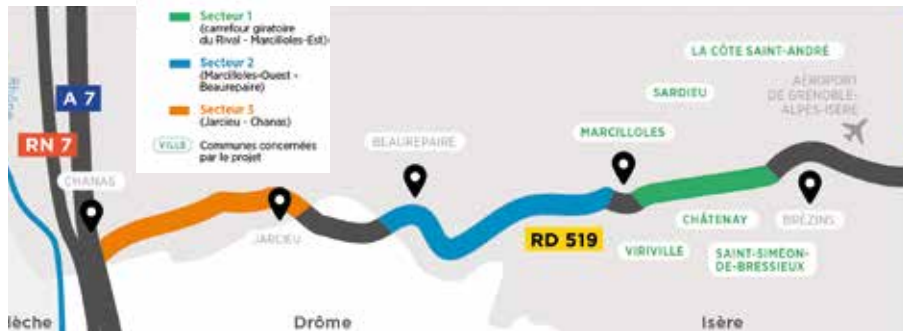 Secteur 1
(carrefour giratoire
du Rival - Marcilloles-Est)
Secteur 2
(Marcilloles-Ouest -
Beaurepaire)
Secteur 3
(Jarcieu - Chanas)
VILLE
Communes concernées
par le projet
LA CÔTE SAINT-ANDRÉ
AÉROPORT
DE GRENOBLE-
ALPES-ISÈRE
SARDIEU
A 7
RN 7
BEAUREPAIRE
MARCILLOLES
CHANAS
JARCIEU
CHÂTENAY
BRÉZINS
RD 519
VIRIVILLE
SAINT-SIMÉON-
DE-BRESSIEUX
lèche
Drôme
Isère